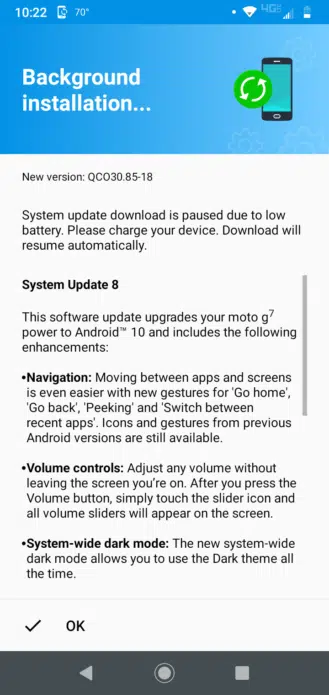 10:22 70° 4G
Background
installation...
New version: QCO30.85-18
System update download is paused due to low
battery. Please charge your device. Download will
resume automatically.
System Update 8
This software update upgrades your moto g7
power to Android™ 10 and includes the following
enhancements:
•Navigation: Moving between apps and screens
is even easier with new gestures for 'Go home',
'Go back', 'Peeking' and 'Switch between
recent apps'. Icons and gestures from previous
Android versions are still available.
•Volume controls: Adjust any volume without
leaving the screen you're on. After you press the
Volume button, simply touch the slider icon and
all volume sliders will appear on the screen.
•System-wide dark mode: The new system-wide
dark mode allows you to use the Dark theme all
the time.
OK